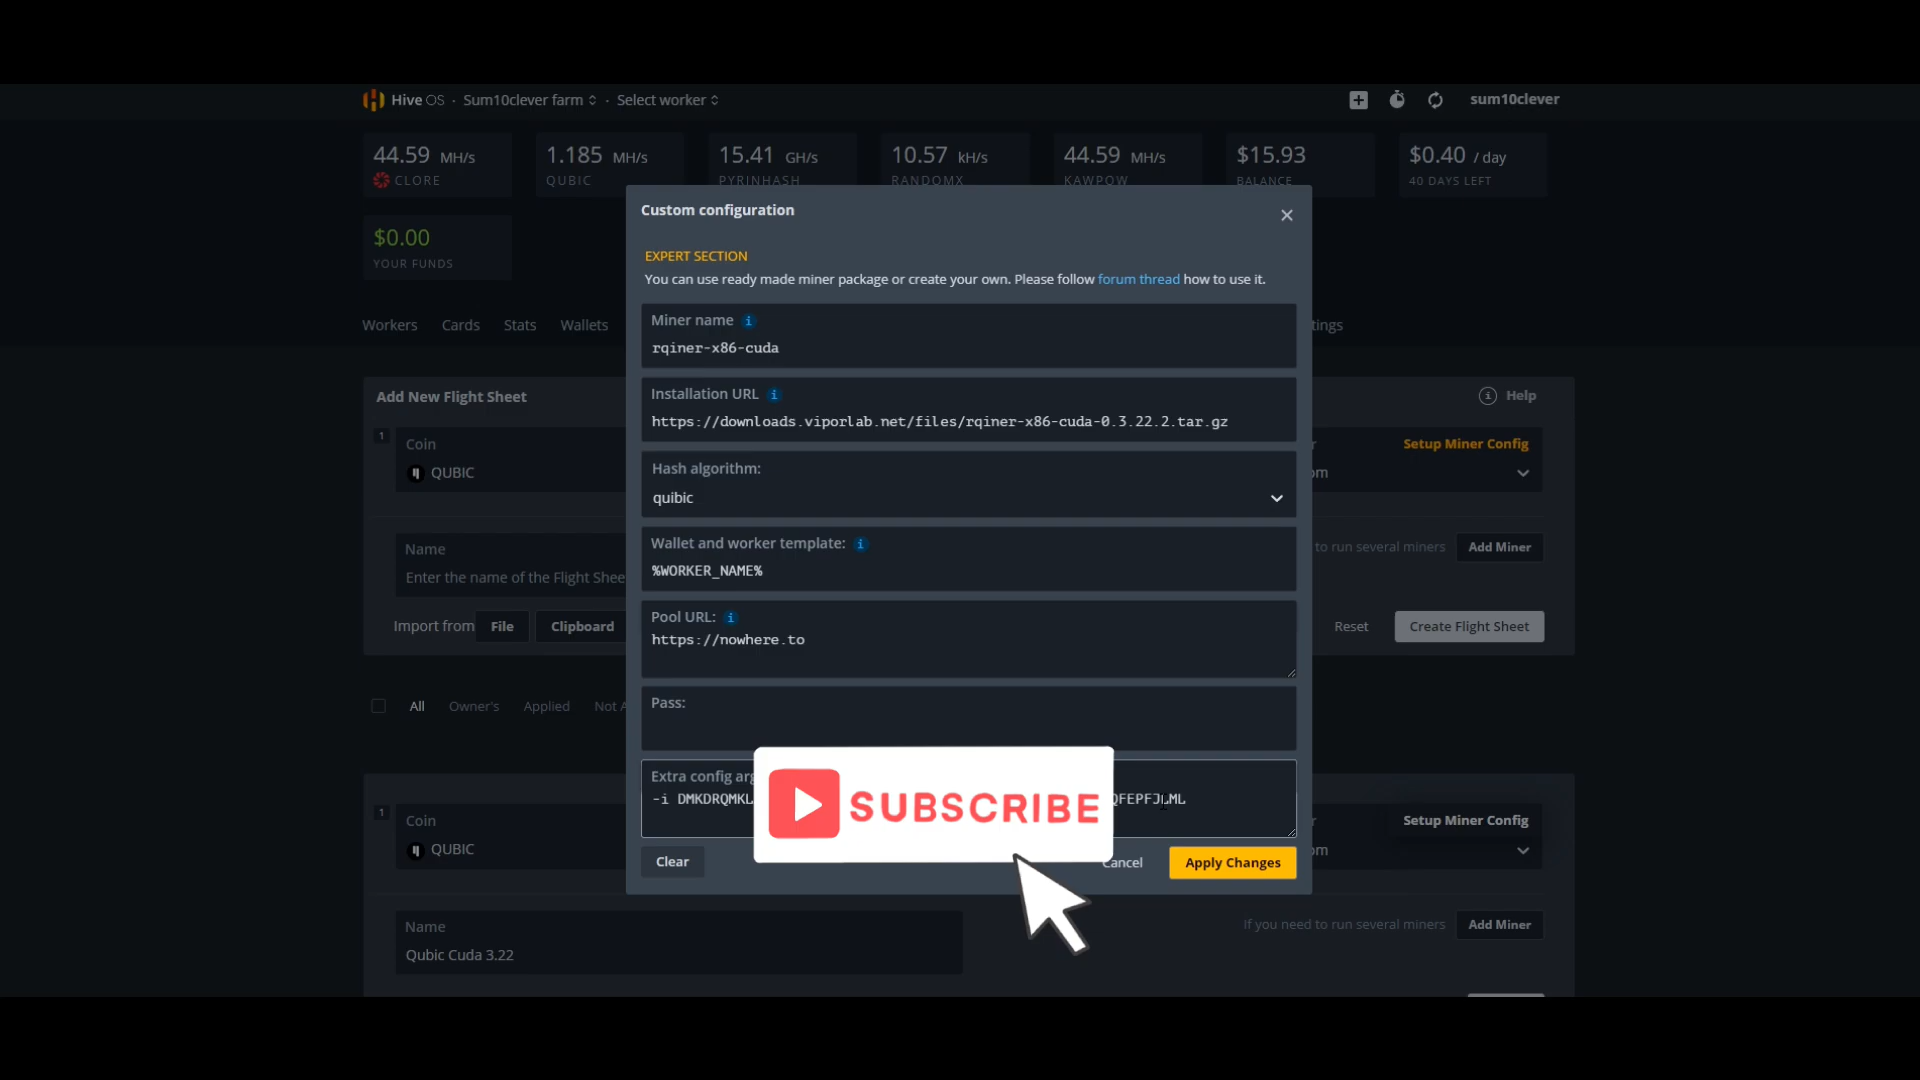 Hive OS · Sum10clever farm · Select worker
sum10clever
44.59 MH/s
CLORE
1.185 MH/s
QUBIC
15.41 GH/s
PYRINHASH
10.57 kH/s
RANDOMX
44.59 MH/s
KAWPOW
$15.93
BALANCE
$0.40 / day
40 DAYS LEFT
$0.00
YOUR FUNDS
Workers Cards Stats Wallets
Custom configuration
EXPERT SECTION
You can use ready made miner package or create your own. Please follow forum thread how to use it.
Miner name
rqiner-x86-cuda
Installation URL
https://downloads.viporlab.net/files/rqiner-x86-cuda-0.3.22.2.tar.gz
Hash algorithm:
quibic
Wallet and worker template:
%WORKER_NAME%
Pool URL:
https://nowhere.to
Pass:
Extra config
-i
SUBSCRIBE
Clear
Cancel
Apply Changes
Add New Flight Sheet
Help
1
Coin
QUBIC
Setup Miner Config
Name
Enter the name of the Flight
to run several miners
Add Miner
Import from File Clipboard
Reset
Create Flight Sheet
All Owner's Applied Not
1
Coin
QUBIC
Setup Miner Config
Name
Qubic Cuda 3.22
If you need to run several miners
Add Miner